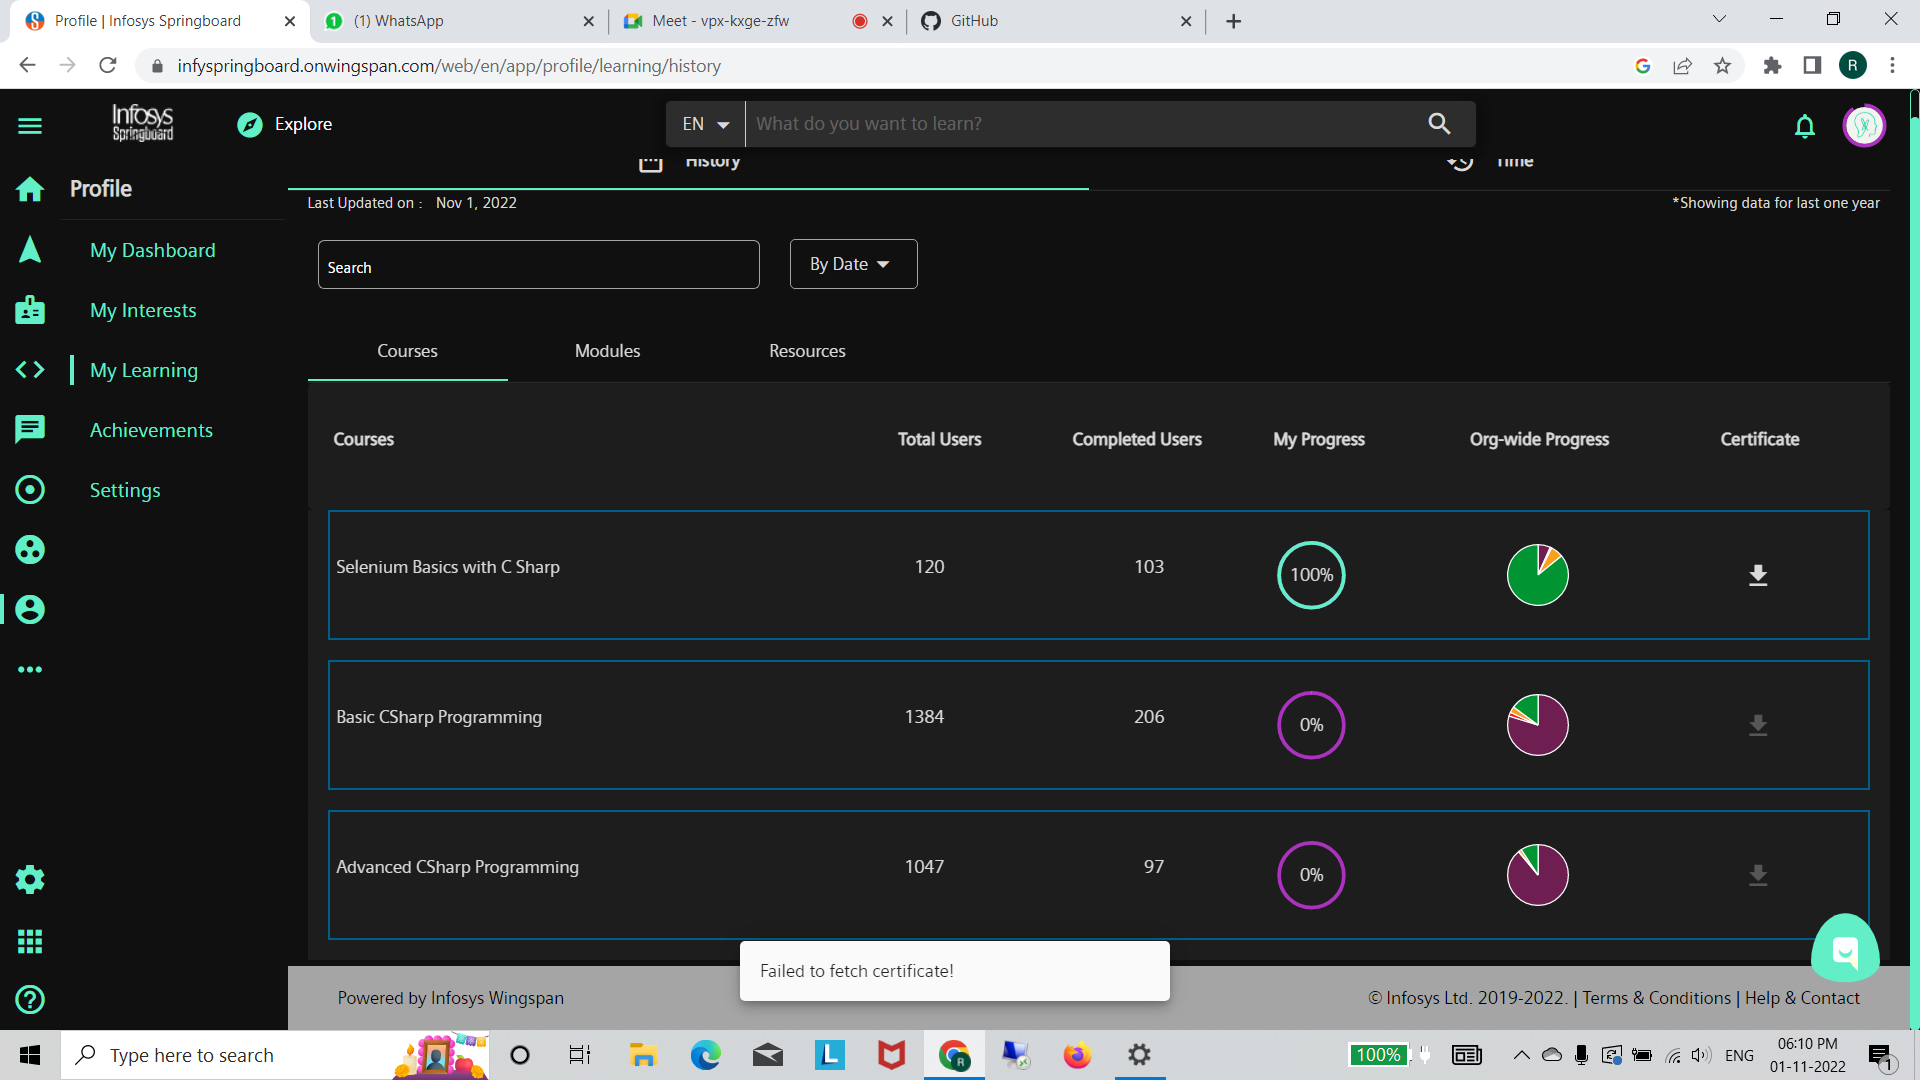 Profile | Infosys Springboard
(1) WhatsApp
Meet - vpx-kxge-zfw
GitHub
infyspringboard.onwingspan.com/web/en/app/profile/learning/history
R
Infosys
Springboard
Explore
EN
What do you want to learn?
History
Time
Profile
Last Updated on : Nov 1, 2022
*Showing data for last one year
My Dashboard
Search
By Date
My Interests
Courses
Modules
Resources
My Learning
Achievements
Courses
Total Users
Completed Users
My Progress
Org-wide Progress
Certificate
Settings
Selenium Basics with C Sharp
120
103
100%
Basic CSharp Programming
1384
206
0%
Advanced CSharp Programming
1047
97
0%
Failed to fetch certificate!
Powered by Infosys Wingspan
© Infosys Ltd. 2019-2022. | Terms & Conditions | Help & Contact
Type here to search
L
R
100%
ENG
06:10 PM
01-11-2022
1